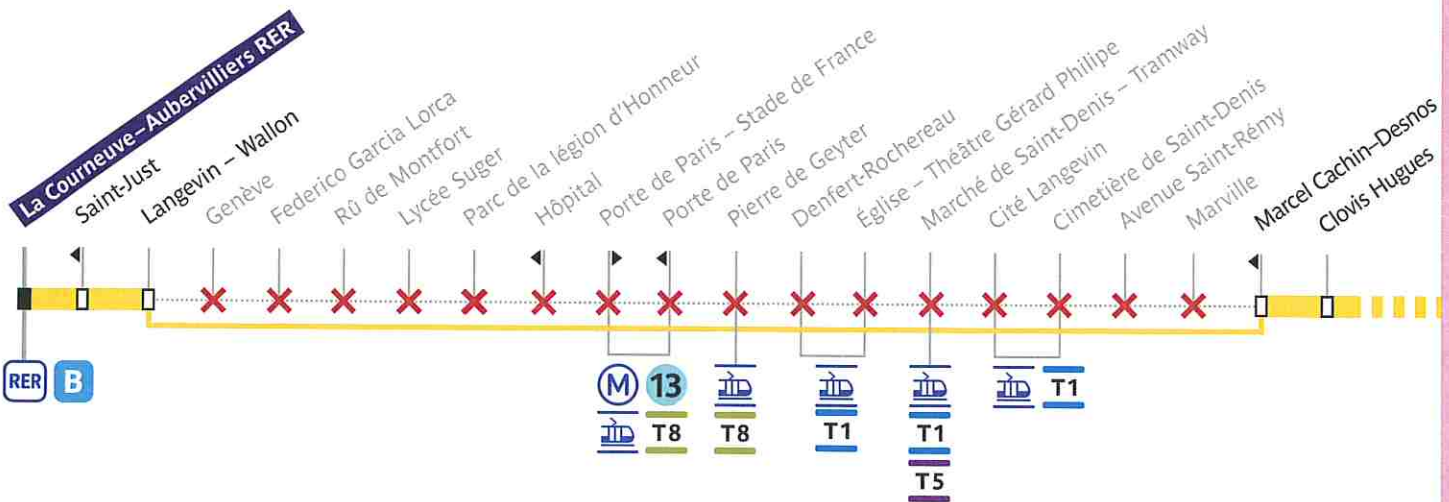 La Courneuve–Aubervilliers RER
Saint-Just
Langevin – Wallon
Genève
Federico Garcia Lorca
Rû de Montfort
Lycée Suger
Parc de la légion d'Honneur
Hôpital
Porte de Paris – Stade de France
Porte de Paris
Pierre de Geyter
Denfert-Rochereau
Église – Théâtre Gérard Philipe
Marché de Saint-Denis – Tramway
Cité Langevin
Cimetière de Saint-Denis
Avenue Saint-Rémy
Marville
Marcel Cachin–Desnos
Clovis Hugues
RER B
M 13
T8
T8
T1
T1
T5
T1